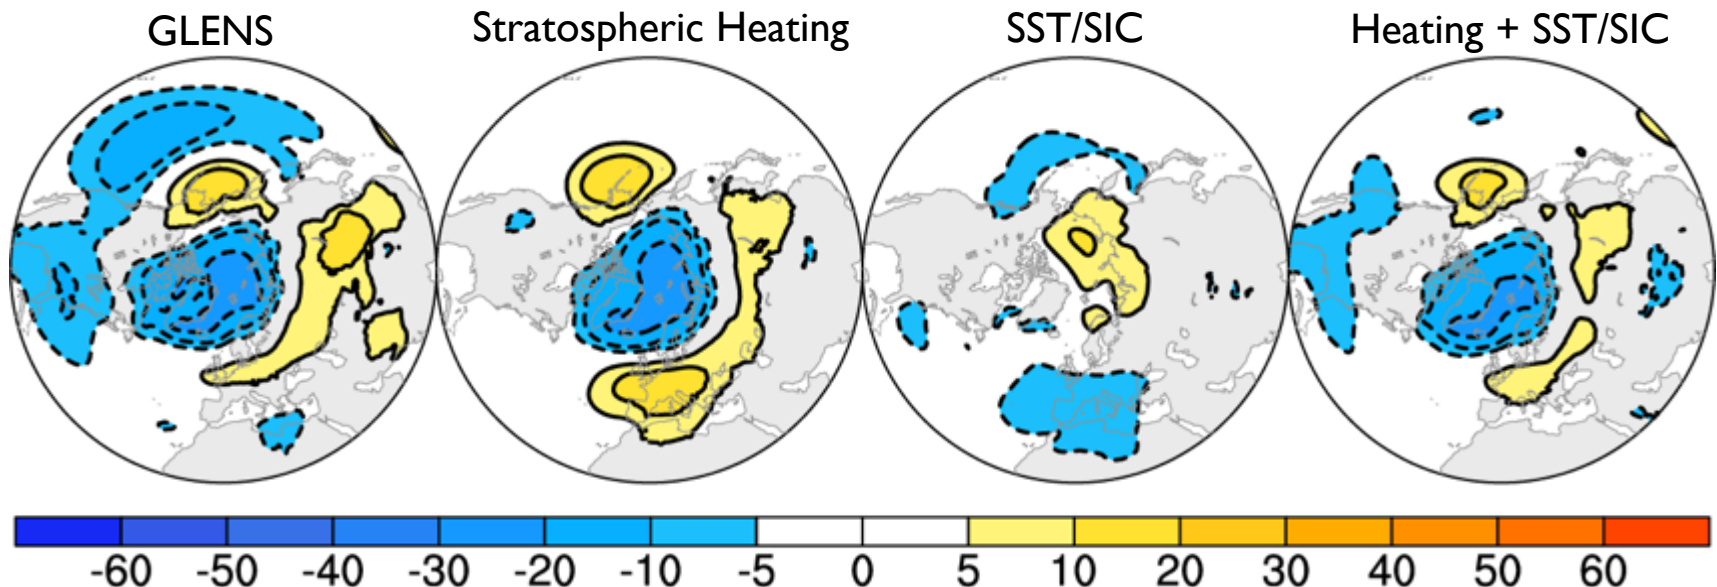 GLENS Stratospheric Heating SST/SIC Heating + SST/SIC
-60 -50 -40 -30 -20 -10 -5 0 5 10 20 30 40 50 60